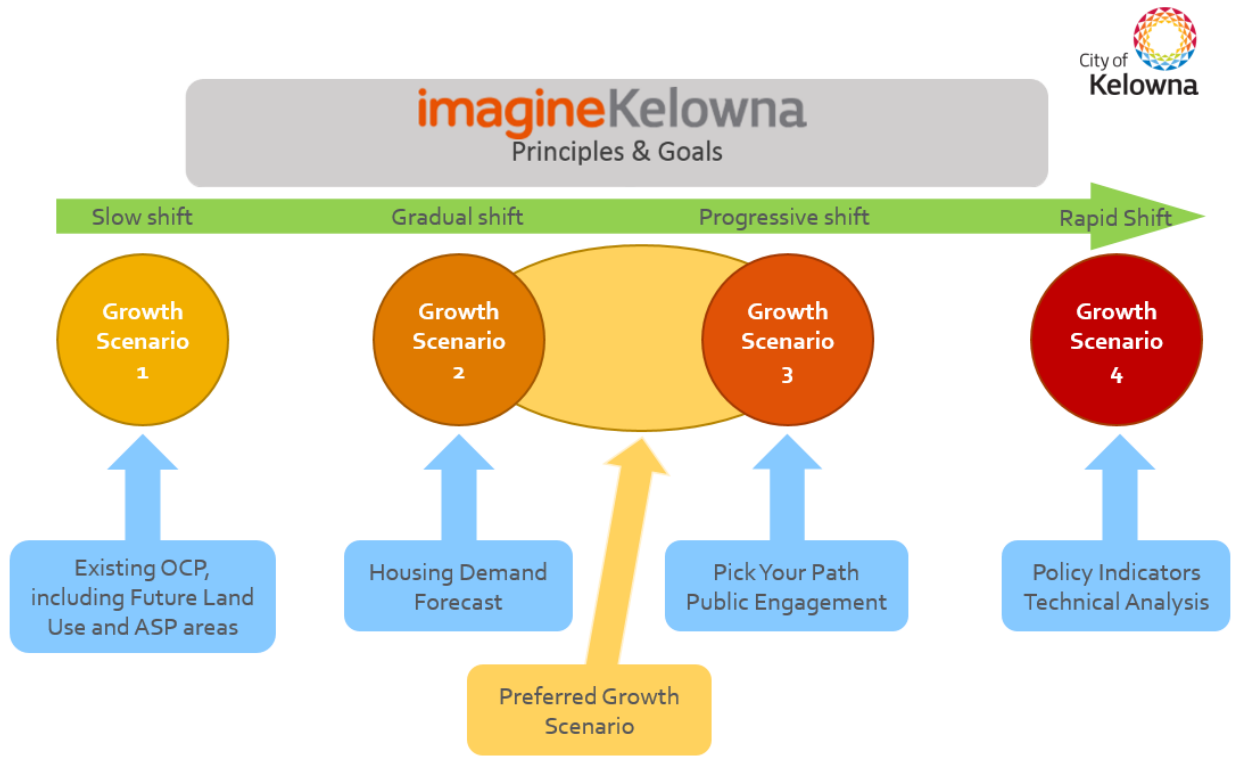 City of
Kelowna
imagineKelowna
Principles & Goals
Slow shift
Gradual shift
Progressive shift
Rapid Shift
Growth
Scenario
1
Growth
Scenario
2
Growth
Scenario
3
Growth
Scenario
4
Existing OCP,
including Future Land
Use and ASP areas
Housing Demand
Forecast
Pick Your Path
Public Engagement
Policy Indicators
Technical Analysis
Preferred Growth
Scenario